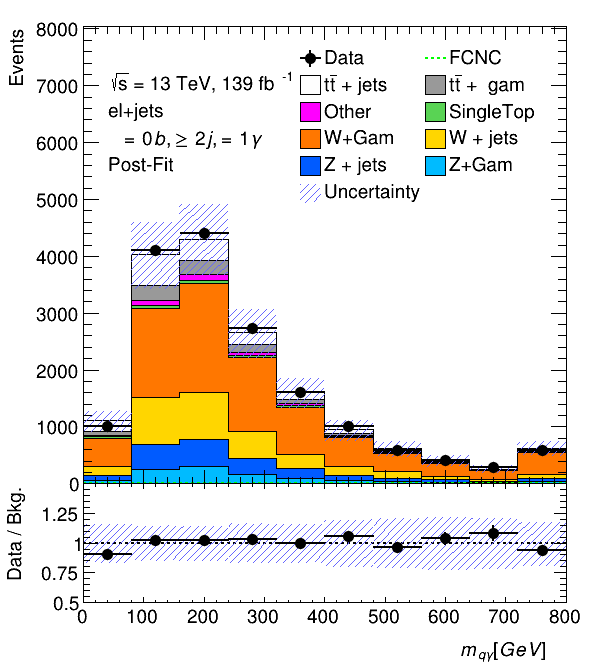 Events
8000
7000
6000
5000
4000
3000
2000
1000
0
√s = 13 TeV, 139 fb⁻¹
el+jets
= 0b, ≥ 2j, = 1γ
Post-Fit
Data
FCNC
tt̄ + jets
tt̄ + gam
Other
SingleTop
W+Gam
W + jets
Z + jets
Z+Gam
Uncertainty
Data / Bkg.
1.25
1
0.75
0.5
0 100 200 300 400 500 600 700 800
m_qγ[GeV]